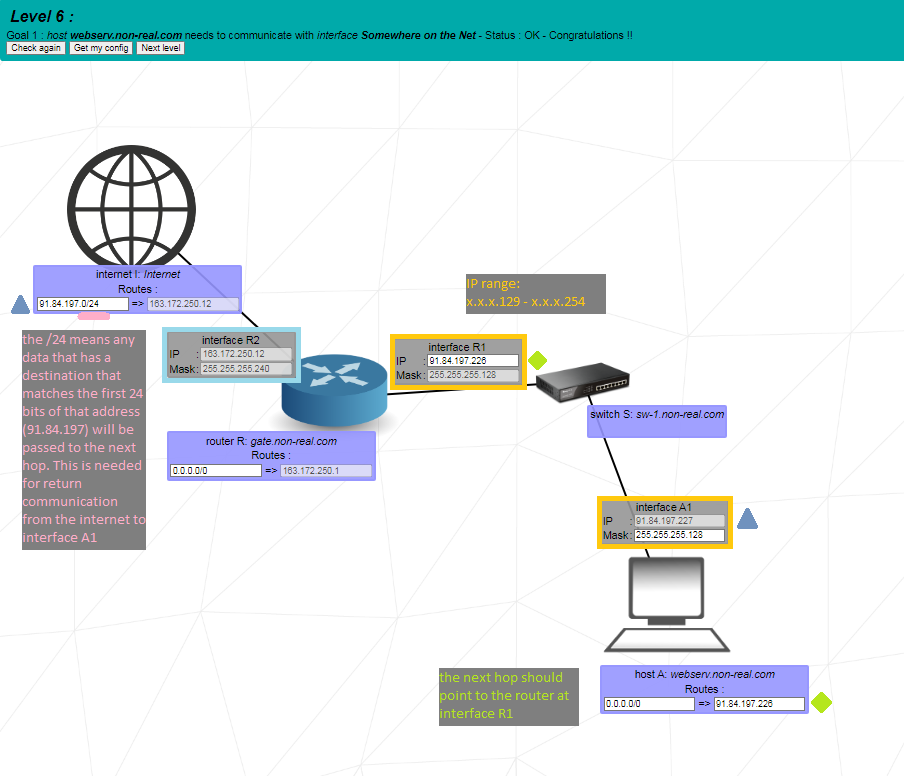 Level 6 :
Goal 1 : host webserv.non-real.com needs to communicate with interface Somewhere on the Net - Status : OK - Congratulations !!
Check again Get my config Next level
internet I: Internet
Routes :
91.84.197.0/24 => 163.172.250.12
IP range:
x.x.x.129 - x.x.x.254
the /24 means any
data that has a
destination that
matches the first 24
bits of that address
(91.84.197) will be
passed to the next
hop. This is needed
for return
communication
from the internet to
interface A1
interface R2
IP : 163.172.250.12
Mask: 255.255.255.240
interface R1
IP : 91.84.197.226
Mask: 255.255.255.128
switch S: sw-1.non-real.com
router R: gate.non-real.com
Routes :
0.0.0.0/0 => 163.172.250.1
interface A1
IP : 91.84.197.227
Mask: 255.255.255.128
the next hop should
point to the router at
interface R1
host A: webserv.non-real.com
Routes :
0.0.0.0/0 => 91.84.197.226